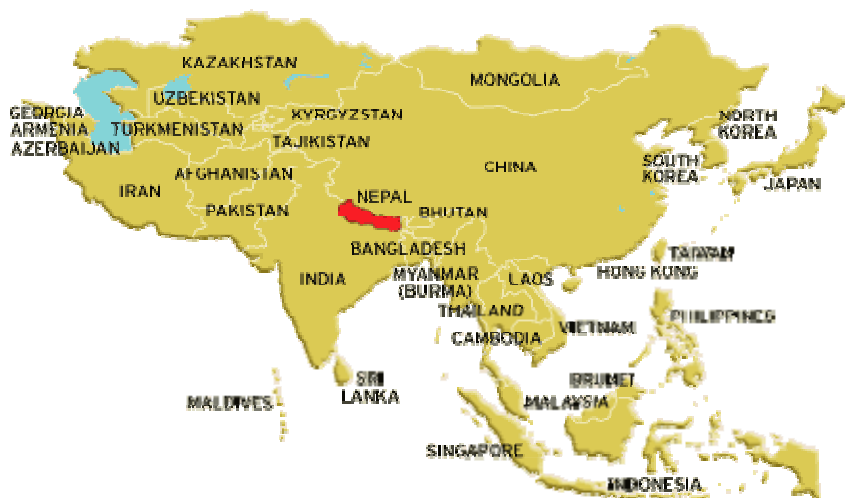 KAZAKHSTAN
MONGOLIA
UZBEKISTAN
GEORGIA
KYRGYZSTAN
NORTH
KOREA
ARMENIA
TURKMENISTAN
TAJIKISTAN
AZERBAIJAN
CHINA
SOUTH
KOREA
AFGHANISTAN
IRAN
JAPAN
NEPAL
PAKISTAN
BHUTAN
BANGLADESH
TAIWAN
INDIA
MYANMAR
(BURMA)
LAOS
HONG KONG
THAILAND
PHILIPPINES
VIETNAM
CAMBODIA
SRI
LANKA
BRUNEI
MALDIVES
MALAYSIA
SINGAPORE
INDONESIA